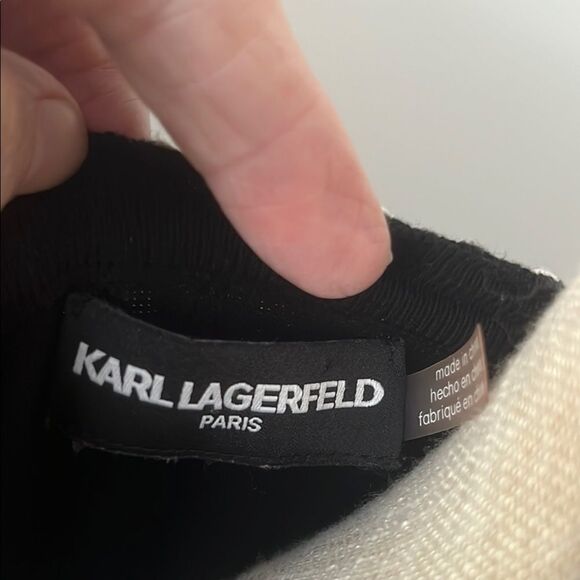 KARL LAGERFELD
PARIS
made in
hecho en
fabriqué en